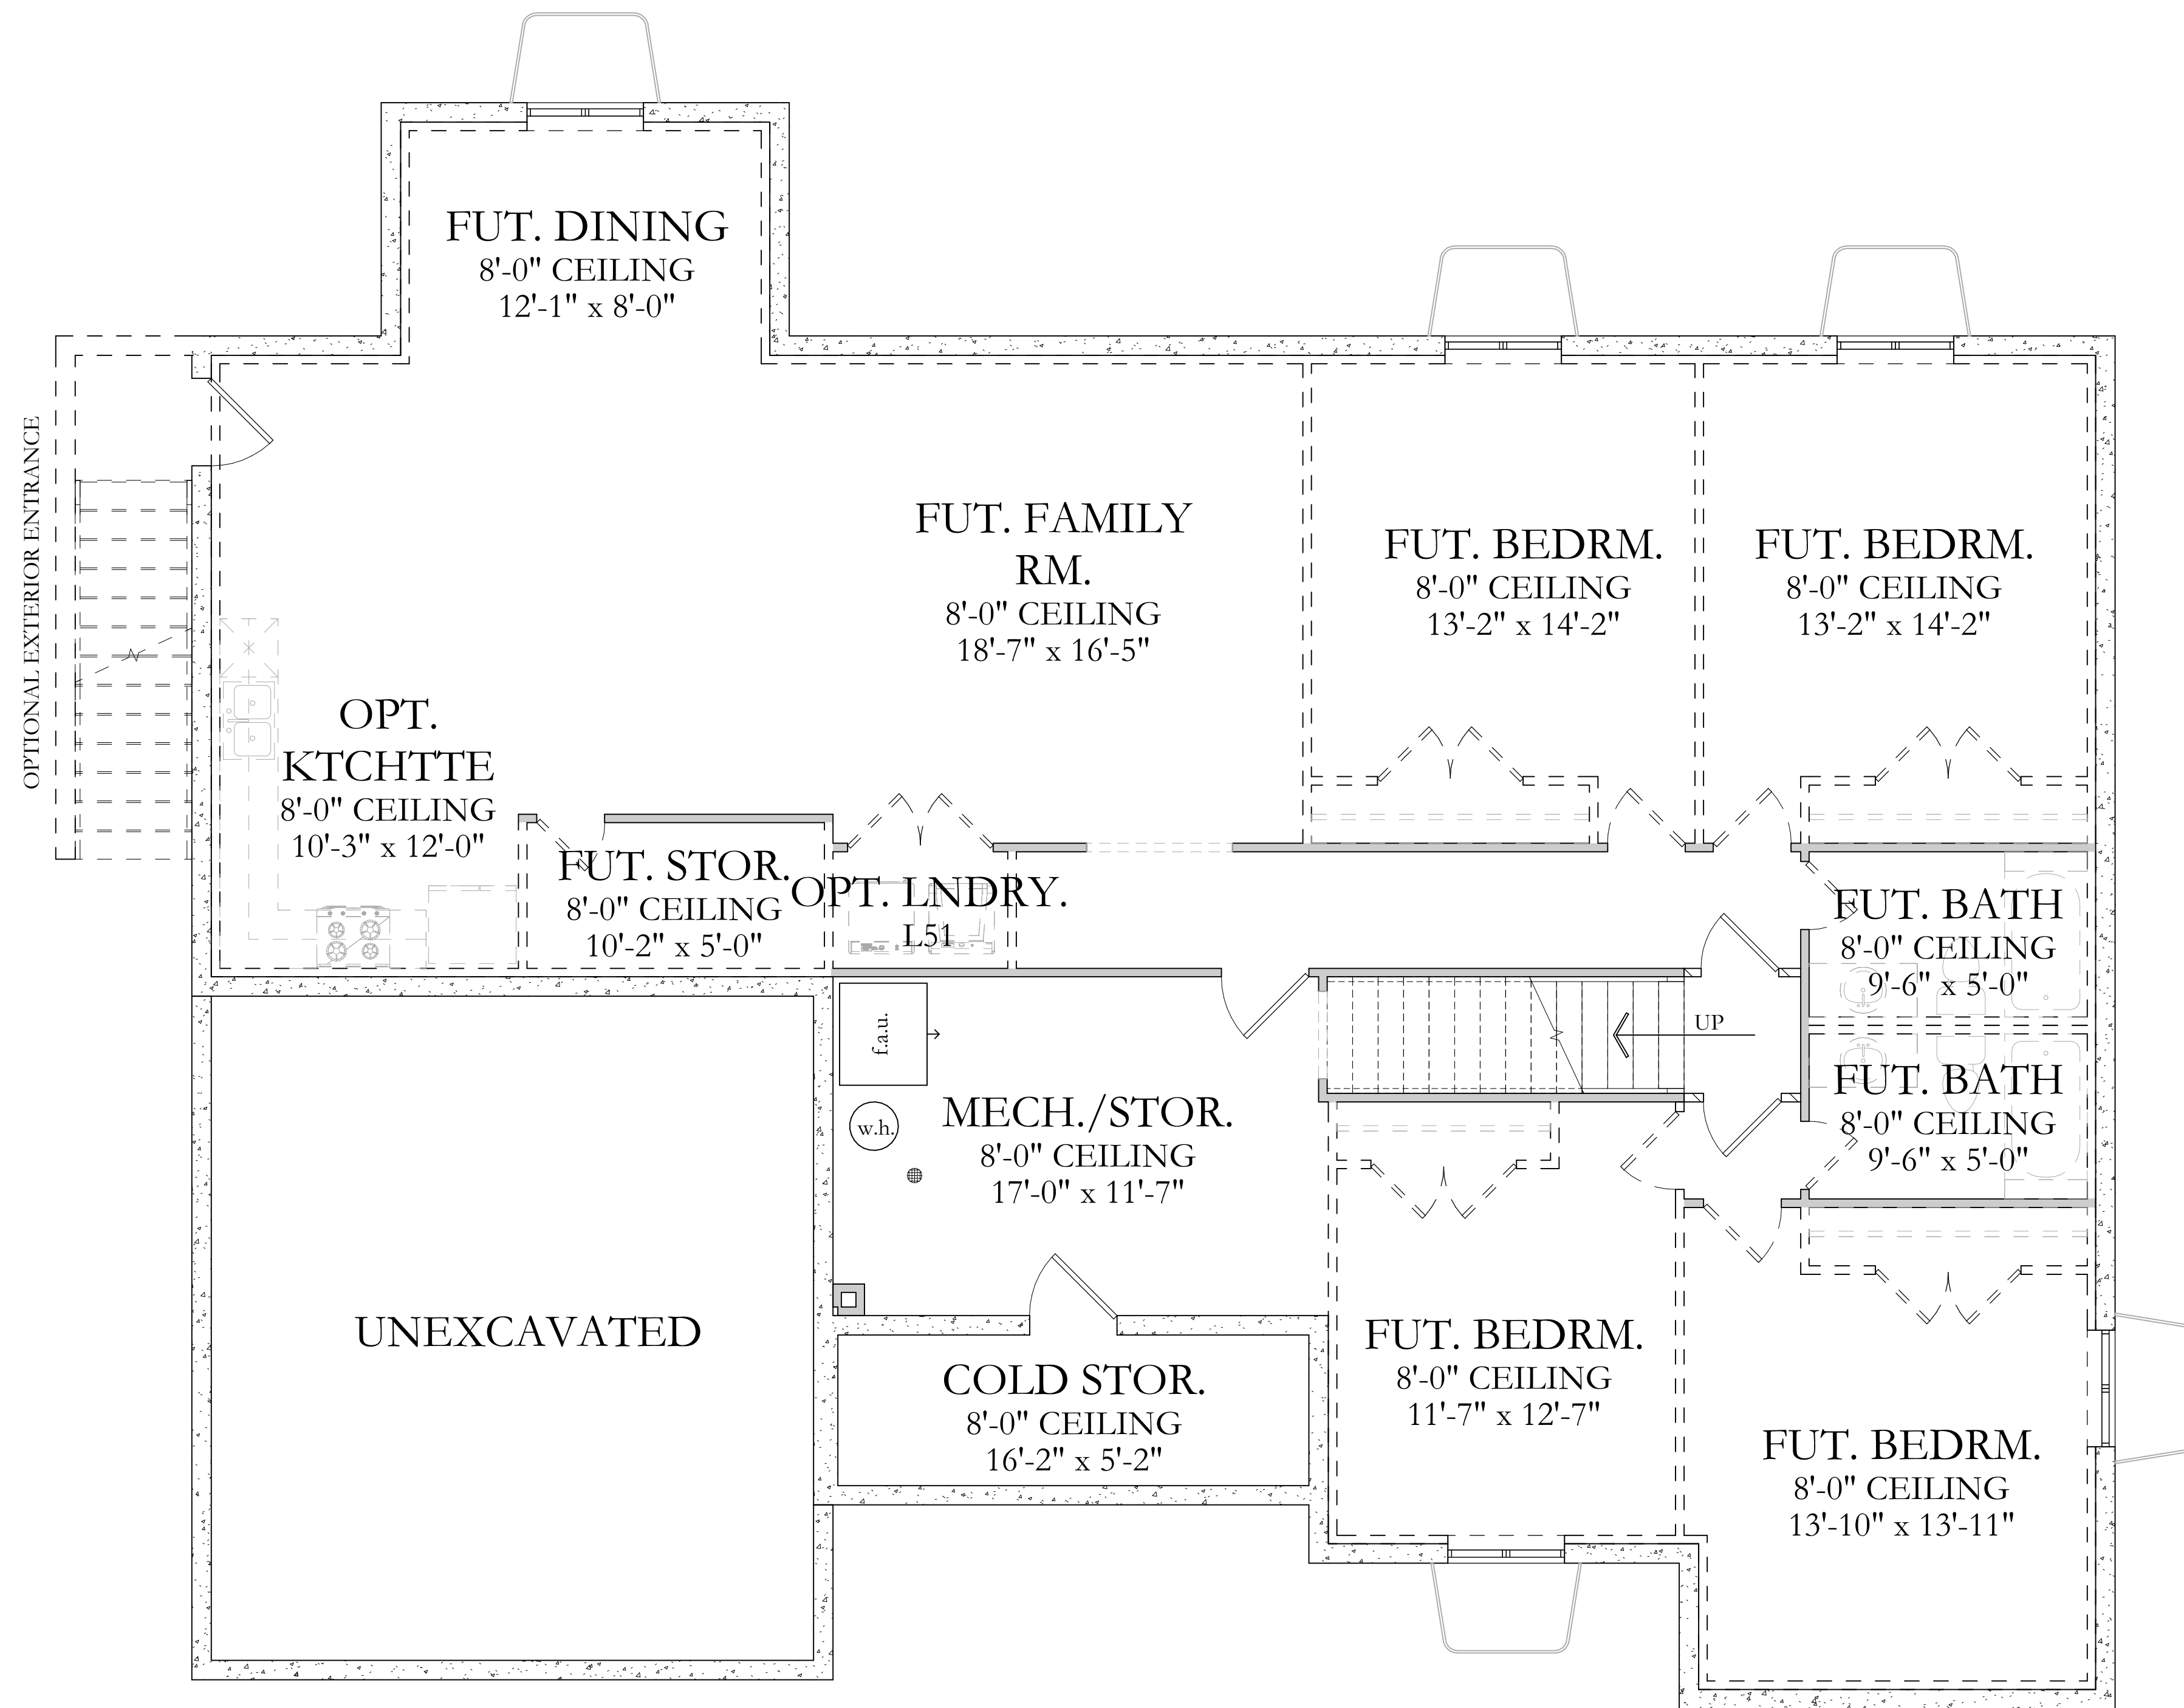 FUT. DINING
8'-0" CEILING
12'-1" x 8'-0"
OPTIONAL EXTERIOR ENTRANCE
FUT. FAMILY
RM.
8'-0" CEILING
18'-7" x 16'-5"
FUT. BEDRM.
8'-0" CEILING
13'-2" x 14'-2"
FUT. BEDRM.
8'-0" CEILING
13'-2" x 14'-2"
OPT.
KTCHTTE
8'-0" CEILING
10'-3" x 12'-0"
FUT. STOR.
8'-0" CEILING
10'-2" x 5'-0"
OPT. LNDRY.
L51
FUT. BATH
8'-0" CEILING
9'-6" x 5'-0"
f.a.u.
UP
w.h.
MECH./STOR.
8'-0" CEILING
17'-0" x 11'-7"
FUT. BATH
8'-0" CEILING
9'-6" x 5'-0"
UNEXCAVATED
COLD STOR.
8'-0" CEILING
16'-2" x 5'-2"
FUT. BEDRM.
8'-0" CEILING
11'-7" x 12'-7"
FUT. BEDRM.
8'-0" CEILING
13'-10" x 13'-11"